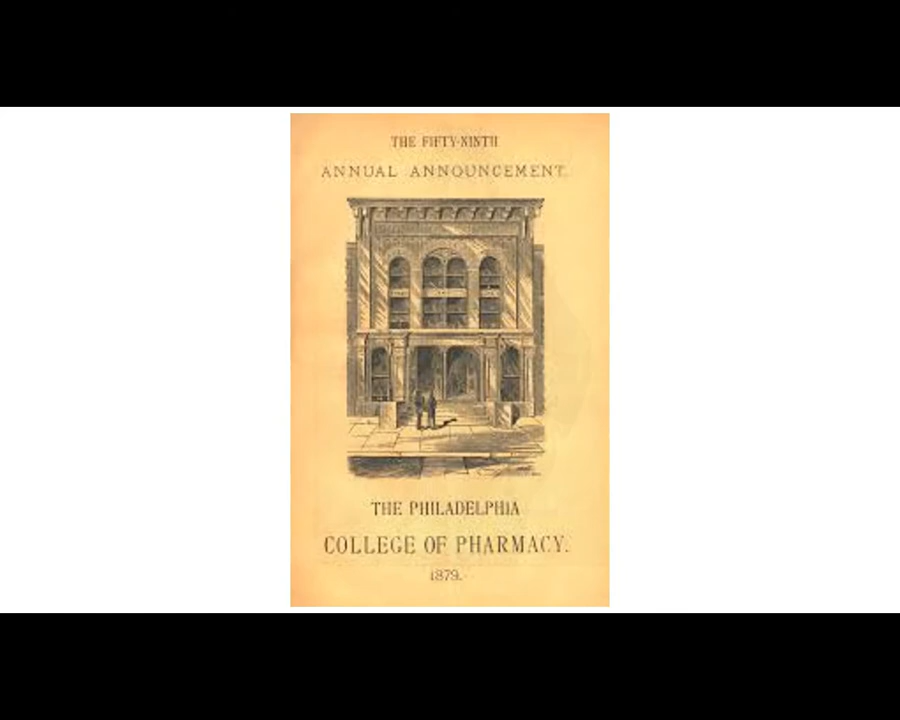 THE FIFTY-NINTH
ANNUAL ANNOUNCEMENT.
THE PHILADELPHIA
COLLEGE OF PHARMACY.
1879.